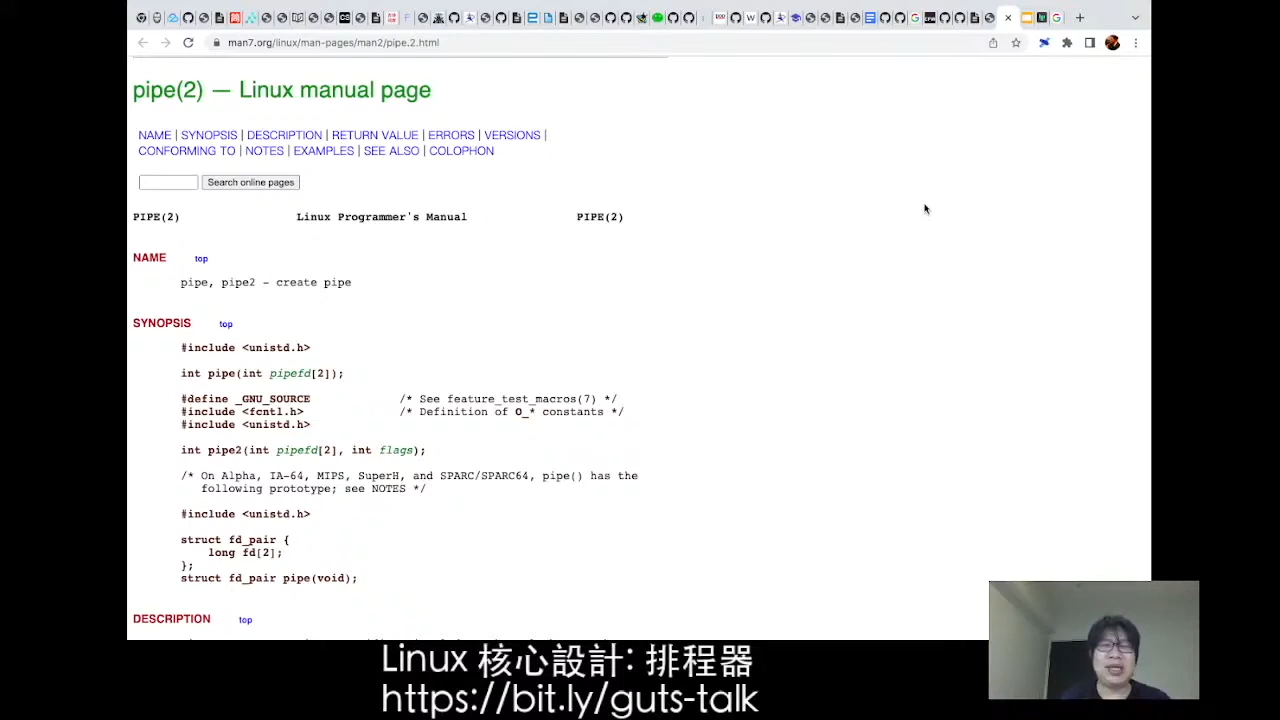 man7.org/linux/man-pages/man2/pipe.2.html
pipe(2) — Linux manual page
NAME | SYNOPSIS | DESCRIPTION | RETURN VALUE | ERRORS | VERSIONS |
CONFORMING TO | NOTES | EXAMPLES | SEE ALSO | COLOPHON
Search online pages
PIPE(2) Linux Programmer's Manual PIPE(2)
NAME top
pipe, pipe2 - create pipe
SYNOPSIS top
#include <unistd.h>
int pipe(int pipefd[2]);
#define _GNU_SOURCE /* See feature_test_macros(7) */
#include <fcntl.h> /* Definition of O_* constants */
#include <unistd.h>
int pipe2(int pipefd[2], int flags);
/* On Alpha, IA-64, MIPS, SuperH, and SPARC/SPARC64, pipe() has the
following prototype; see NOTES */
#include <unistd.h>
struct fd_pair {
long fd[2];
};
struct fd_pair pipe(void);
DESCRIPTION top
Linux 核心設計: 排程器
https://bit.ly/guts-talk